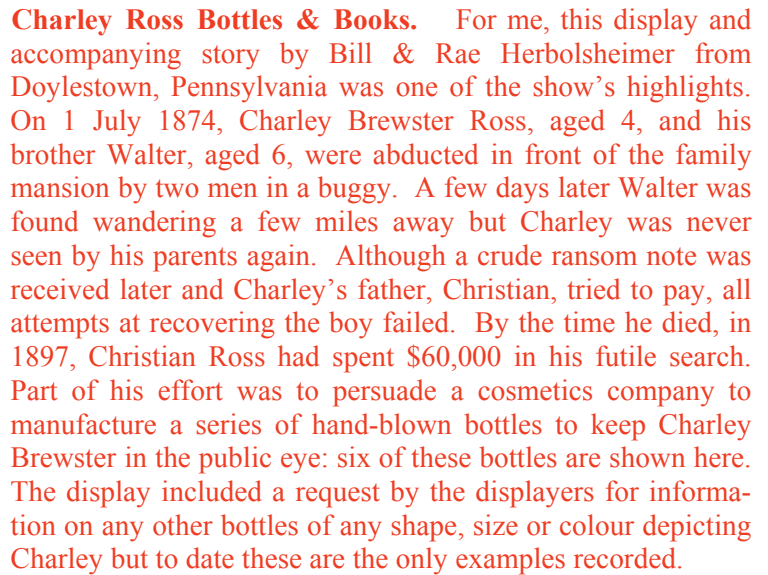 Charley Ross Bottles & Books. For me, this display and
accompanying story by Bill & Rae Herbolsheimer from
Doylestown, Pennsylvania was one of the show's highlights.
On 1 July 1874, Charley Brewster Ross, aged 4, and his
brother Walter, aged 6, were abducted in front of the family
mansion by two men in a buggy. A few days later Walter was
found wandering a few miles away but Charley was never
seen by his parents again. Although a crude ransom note was
received later and Charley's father, Christian, tried to pay, all
attempts at recovering the boy failed. By the time he died, in
1897, Christian Ross had spent $60,000 in his futile search.
Part of his effort was to persuade a cosmetics company to
manufacture a series of hand-blown bottles to keep Charley
Brewster in the public eye: six of these bottles are shown here.
The display included a request by the displayers for informa-
tion on any other bottles of any shape, size or colour depicting
Charley but to date these are the only examples recorded.